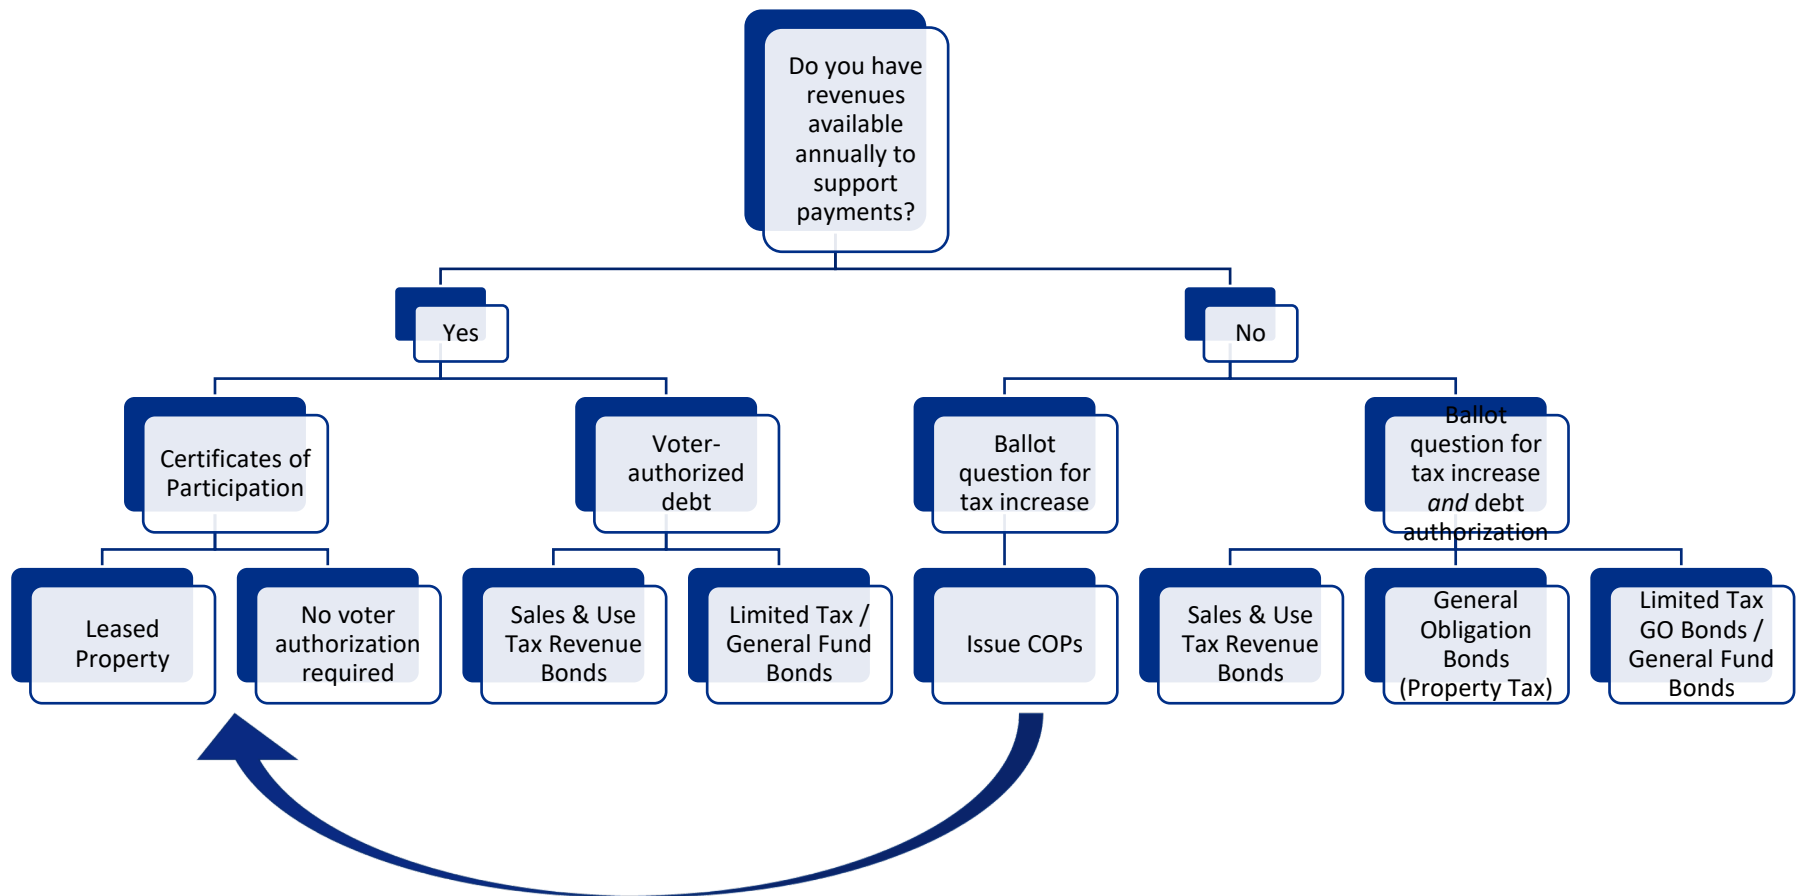 Do you have
revenues
available
annually to
support
payments?
Yes
No
Certificates of
Participation
Voter-
authorized
debt
Ballot
question for
tax increase
Ballot
question for
tax increase
and debt
authorization
Leased
Property
No voter
authorization
required
Sales & Use
Tax Revenue
Bonds
Limited Tax /
General Fund
Bonds
Issue COPs
Sales & Use
Tax Revenue
Bonds
General
Obligation
Bonds
(Property Tax)
Limited Tax
GO Bonds /
General Fund
Bonds